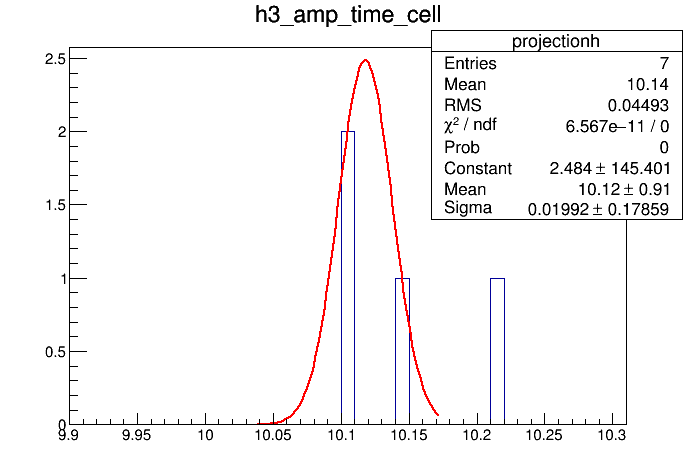 h3_amp_time_cell
projectionh
Entries 7
Mean 10.14
RMS 0.04493
χ² / ndf 6.567e–11 / 0
Prob 0
Constant 2.484 ± 145.401
Mean 10.12 ± 0.91
Sigma 0.01992 ± 0.17859
2.5
2
1.5
1
0.5
0
9.9 9.95 10 10.05 10.1 10.15 10.2 10.25 10.3